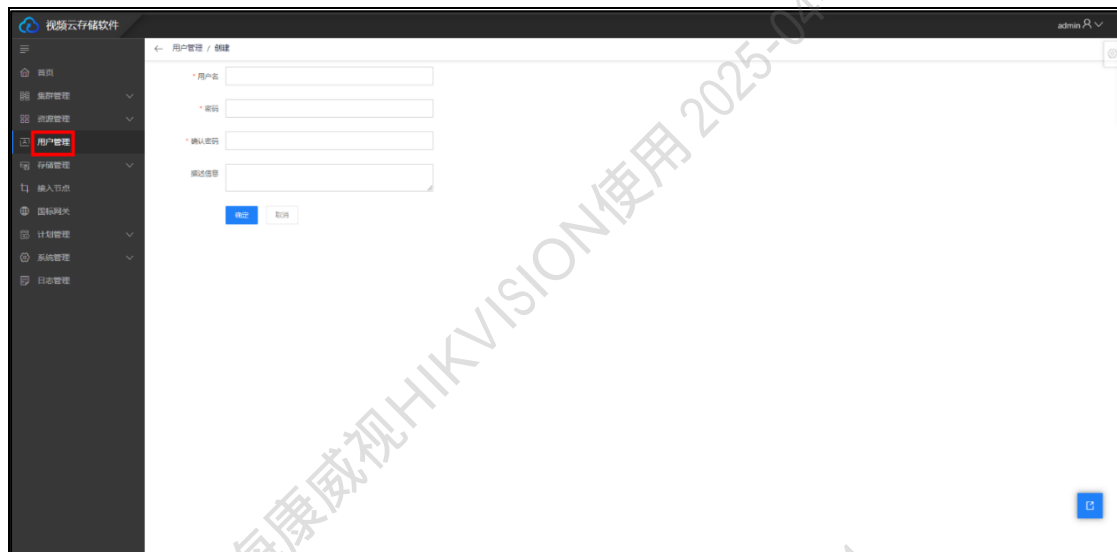 视频云存储软件
admin
← 用户管理 / 创建
首页
集群管理
资源管理
用户管理
存储管理
接入节点
国标网关
计划管理
系统管理
日志管理
* 用户名
* 密码
* 确认密码
描述信息
确定 取消
海康威视HIKVISION使用 2025-04